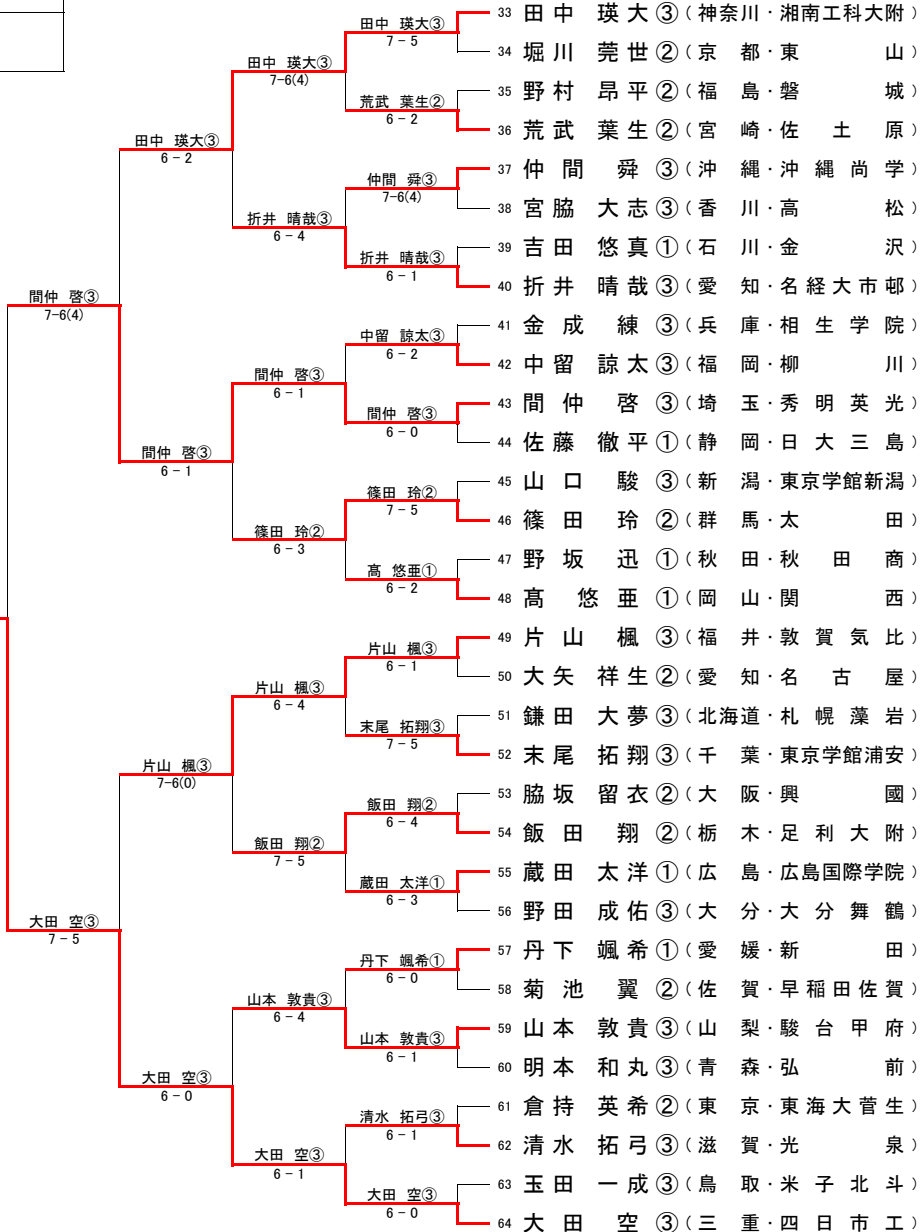 33 田中 瑛大③(神奈川・湘南工科大附)
田中 瑛大③
7-5
34 堀川 莞世②(京都・東山)
田中 瑛大③
7-6(4)
35 野村 昂平②(福島・磐城)
荒武 葉生②
6-2
36 荒武 葉生②(宮崎・佐土原)
田中 瑛大③
6-2
37 仲間 舜③(沖縄・沖縄尚学)
仲間 舜③
7-6(4)
38 宮脇 大志③(香川・高松)
折井 晴哉③
6-4
39 吉田 悠真①(石川・金沢)
折井 晴哉③
6-1
40 折井 晴哉③(愛知・名経大市邨)
間仲 啓③
7-6(4)
41 金成 練③(兵庫・相生学院)
中留 諒太③
6-2
42 中留 諒太③(福岡・柳川)
間仲 啓③
6-1
43 間仲 啓③(埼玉・秀明英光)
間仲 啓③
6-0
44 佐藤 徹平①(静岡・日大三島)
間仲 啓③
6-1
45 山口 駿③(新潟・東京学館新潟)
篠田 玲②
7-5
46 篠田 玲②(群馬・太田)
篠田 玲②
6-3
47 野坂 迅①(秋田・秋田商)
髙 悠亜①
6-2
48 髙 悠亜①(岡山・関西)
49 片山 楓③(福井・敦賀気比)
片山 楓③
6-1
50 大矢 祥生②(愛知・名古屋)
片山 楓③
6-4
51 鎌田 大夢③(北海道・札幌藻岩)
末尾 拓翔③
7-5
52 末尾 拓翔③(千葉・東京学館浦安)
片山 楓③
7-6(0)
53 脇坂 留衣②(大阪・興國)
飯田 翔②
6-4
54 飯田 翔②(栃木・足利大附)
飯田 翔②
7-5
55 蔵田 太洋①(広島・広島国際学院)
蔵田 太洋①
6-3
56 野田 成佑③(大分・大分舞鶴)
大田 空③
7-5
57 丹下 颯希①(愛媛・新田)
丹下 颯希①
6-0
58 菊池 翼②(佐賀・早稲田佐賀)
山本 敦貴③
6-4
59 山本 敦貴③(山梨・駿台甲府)
山本 敦貴③
6-1
60 明本 和丸③(青森・弘前)
大田 空③
6-0
61 倉持 英希②(東京・東海大菅生)
清水 拓弓③
6-1
62 清水 拓弓③(滋賀・光泉)
大田 空③
6-1
63 玉田 一成③(鳥取・米子北斗)
大田 空③
6-0
64 大田 空③(三重・四日市工)